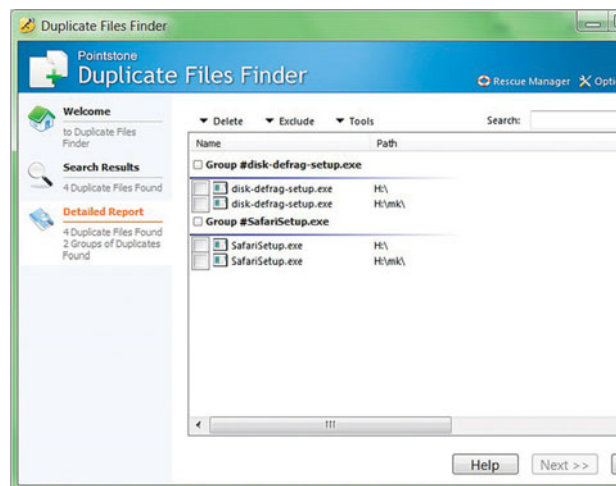 Duplicate Files Finder
Pointstone
Duplicate Files Finder
Rescue Manager
Welcome
to Duplicate Files
Finder
Search Results
4 Duplicate Files Found
Detailed Report
4 Duplicate Files Found
2 Groups of Duplicates
Found
Delete Exclude Tools Search:
Name Path
Group #disk-defrag-setup.exe
disk-defrag-setup.exe H:\
disk-defrag-setup.exe H:\mk\
Group #SafariSetup.exe
SafariSetup.exe H:\
SafariSetup.exe H:\mk\
Help Next >>